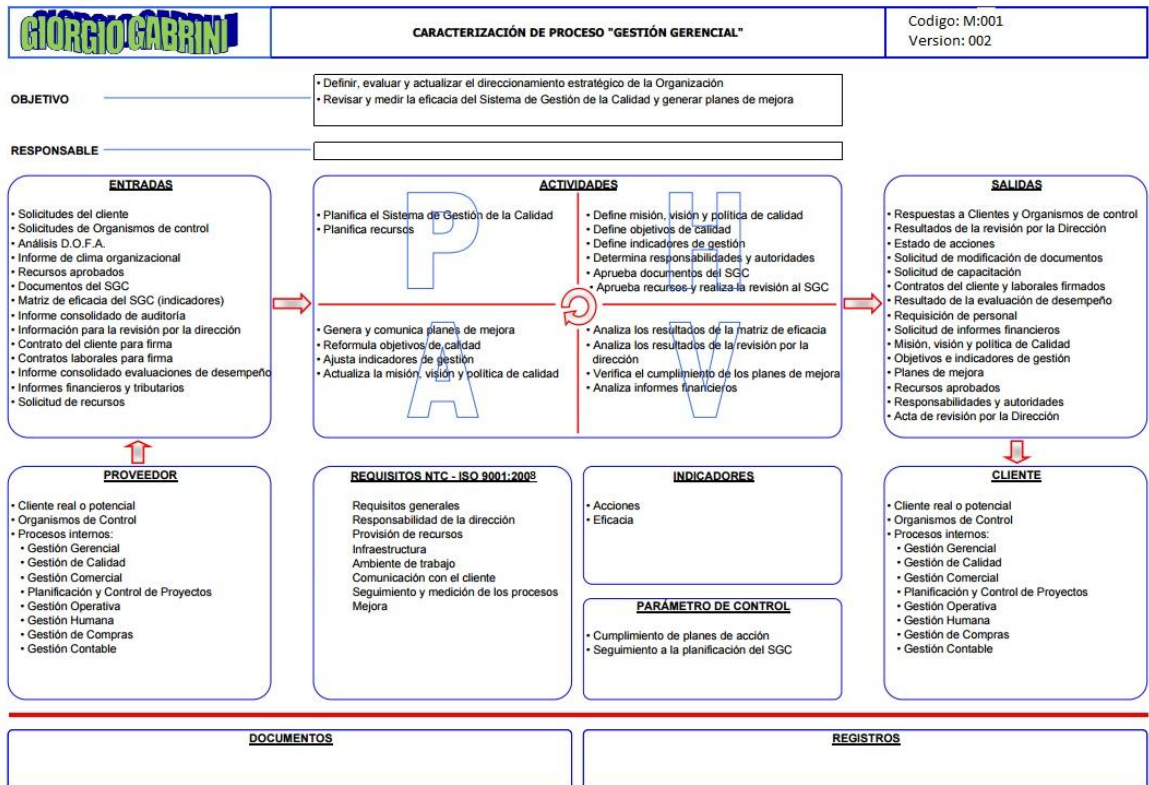 GIORGIO GABRINI
CARACTERIZACIÓN DE PROCESO "GESTIÓN GERENCIAL"
Codigo: M:001
Version: 002
OBJETIVO
• Definir, evaluar y actualizar el direccionamiento estratégico de la Organización
• Revisar y medir la eficacia del Sistema de Gestión de la Calidad y generar planes de mejora
RESPONSABLE
ENTRADAS
• Solicitudes del cliente
• Solicitudes de Organismos de control
• Análisis D.O.F.A.
• Informe de clima organizacional
• Recursos aprobados
• Documentos del SGC
• Matriz de eficacia del SGC (indicadores)
• Informe consolidado de auditoría
• Información para la revisión por la dirección
• Contrato del cliente para firma
• Contratos laborales para firma
• Informe consolidado evaluaciones de desempeño
• Informes financieros y tributarios
• Solicitud de recursos
ACTIVIDADES
P
• Planifica el Sistema de Gestión de la Calidad
• Planifica recursos
H
• Define misión, visión y política de calidad
• Define objetivos de calidad
• Define indicadores de gestión
• Determina responsabilidades y autoridades
• Aprueba documentos del SGC
• Aprueba recursos y realiza la revisión al SGC
A
• Genera y comunica planes de mejora
• Reformula objetivos de calidad
• Ajusta indicadores de gestión
• Actualiza la misión, visión y política de calidad
V
• Analiza los resultados de la matriz de eficacia
• Analiza los resultados de la revisión por la
dirección
• Verifica el cumplimiento de los planes de mejora
• Analiza informes financieros
SALIDAS
• Respuestas a Clientes y Organismos de control
• Resultados de la revisión por la Dirección
• Estado de acciones
• Solicitud de modificación de documentos
• Solicitud de capacitación
• Contratos del cliente y laborales firmados
• Resultado de la evaluación de desempeño
• Requisición de personal
• Solicitud de informes financieros
• Misión, visión y política de Calidad
• Objetivos e indicadores de gestión
• Planes de mejora
• Recursos aprobados
• Responsabilidades y autoridades
• Acta de revisión por la Dirección
PROVEEDOR
• Cliente real o potencial
• Organismos de Control
• Procesos internos:
• Gestión Gerencial
• Gestión de Calidad
• Gestión Comercial
• Planificación y Control de Proyectos
• Gestión Operativa
• Gestión Humana
• Gestión de Compras
• Gestión Contable
REQUISITOS NTC - ISO 9001:2008
Requisitos generales
Responsabilidad de la dirección
Provisión de recursos
Infraestructura
Ambiente de trabajo
Comunicación con el cliente
Seguimiento y medición de los procesos
Mejora
INDICADORES
• Acciones
• Eficacia
PARÁMETRO DE CONTROL
• Cumplimiento de planes de acción
• Seguimiento a la planificación del SGC
CLIENTE
• Cliente real o potencial
• Organismos de Control
• Procesos internos:
• Gestión Gerencial
• Gestión de Calidad
• Gestión Comercial
• Planificación y Control de Proyectos
• Gestión Operativa
• Gestión Humana
• Gestión de Compras
• Gestión Contable
DOCUMENTOS
REGISTROS